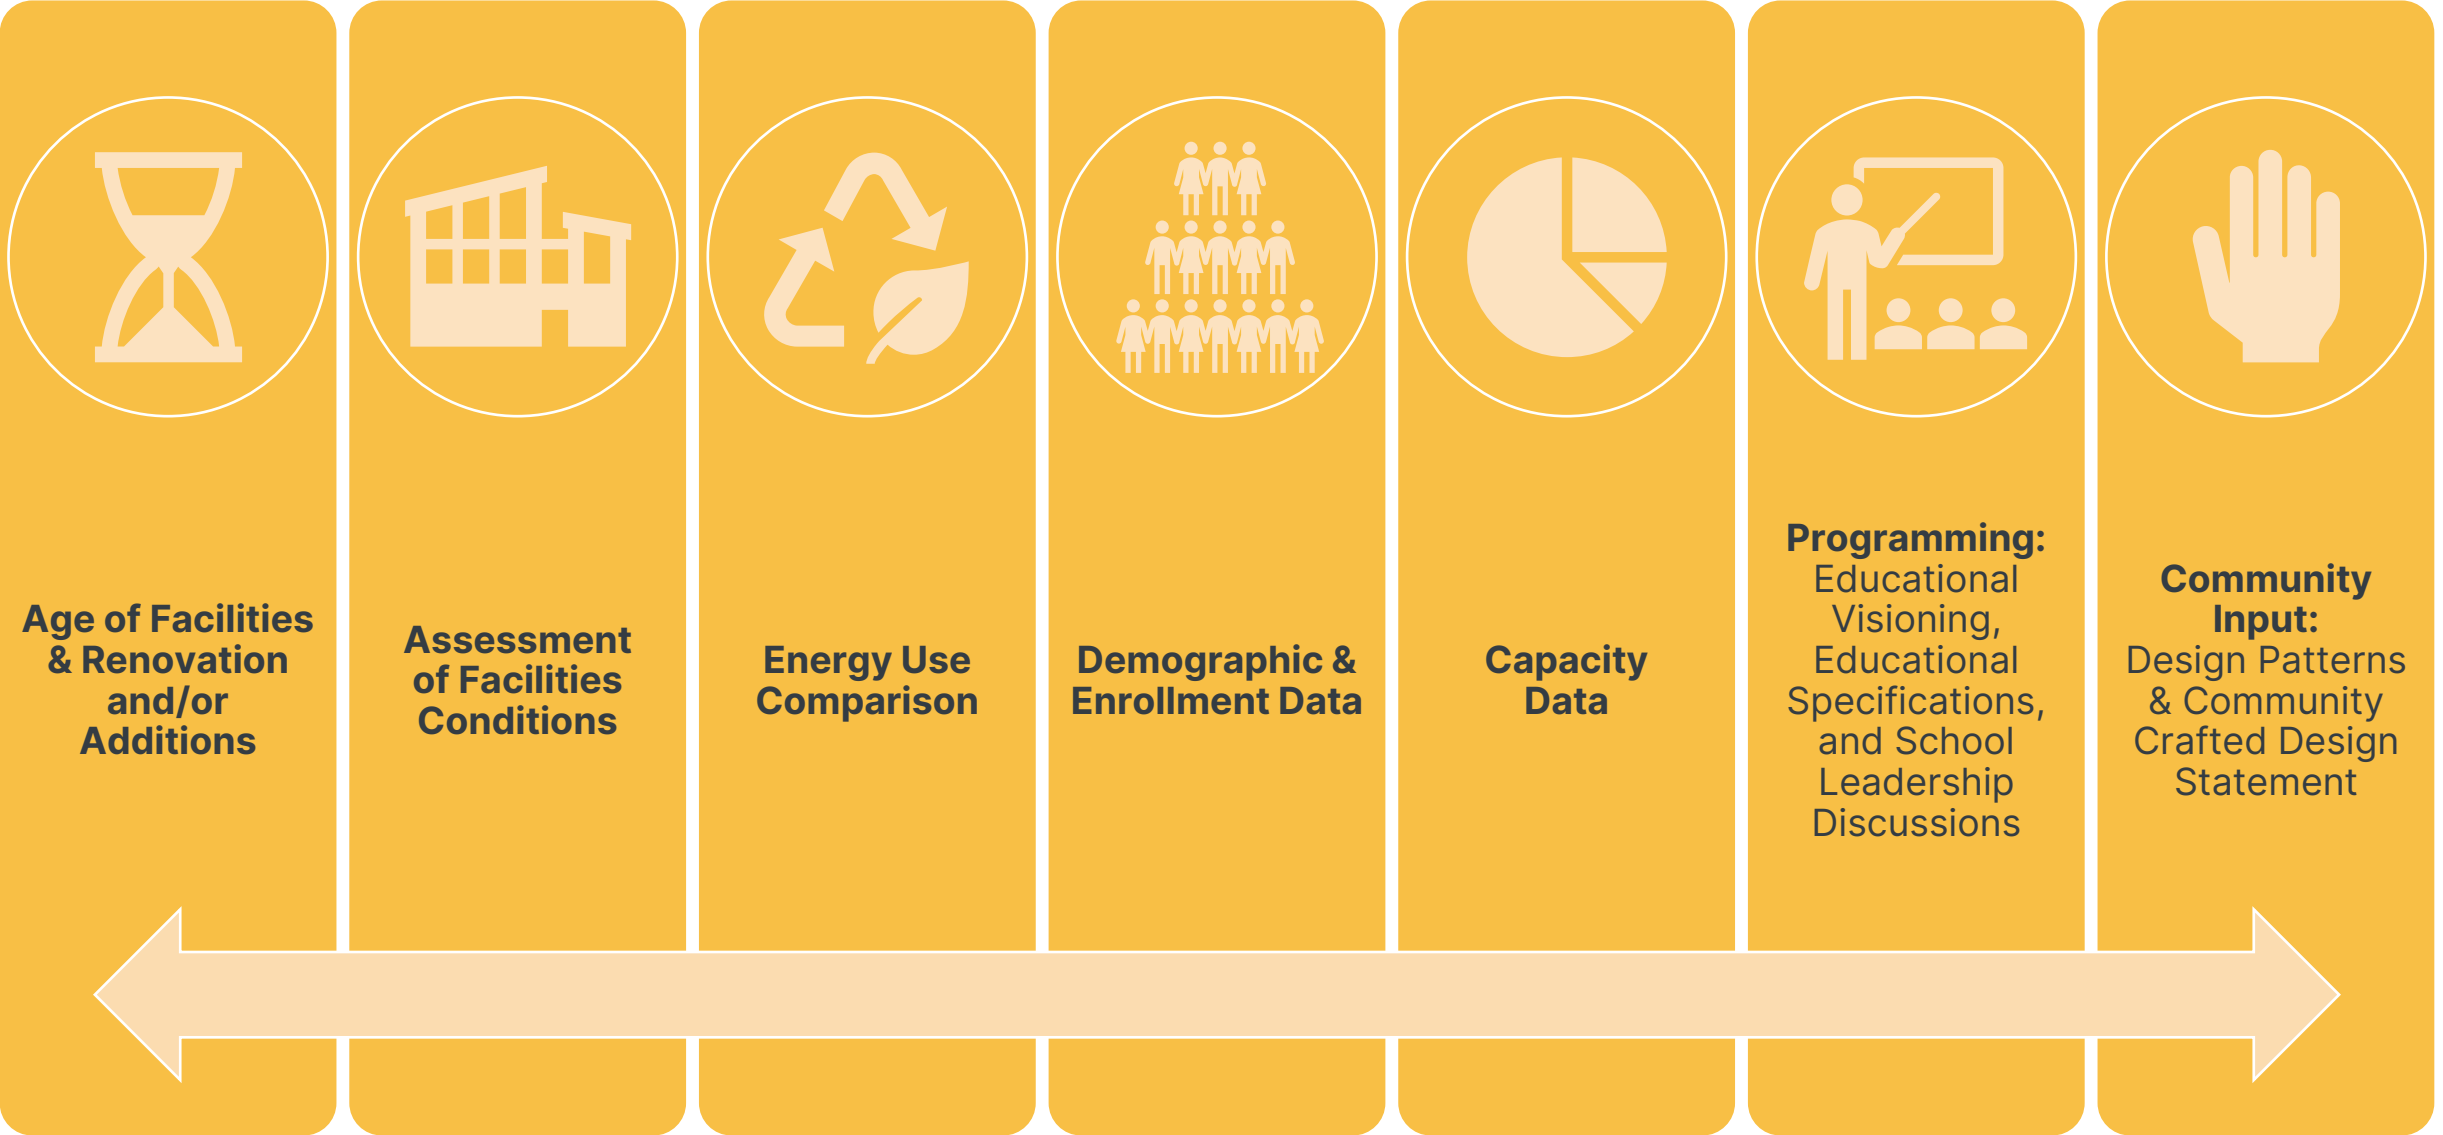 Age of Facilities
& Renovation
and/or
Additions
Assessment
of Facilities
Conditions
Energy Use
Comparison
Demographic &
Enrollment Data
Capacity
Data
Programming:
Educational
Visioning,
Educational
Specifications,
and School
Leadership
Discussions
Community
Input:
Design Patterns
& Community
Crafted Design
Statement